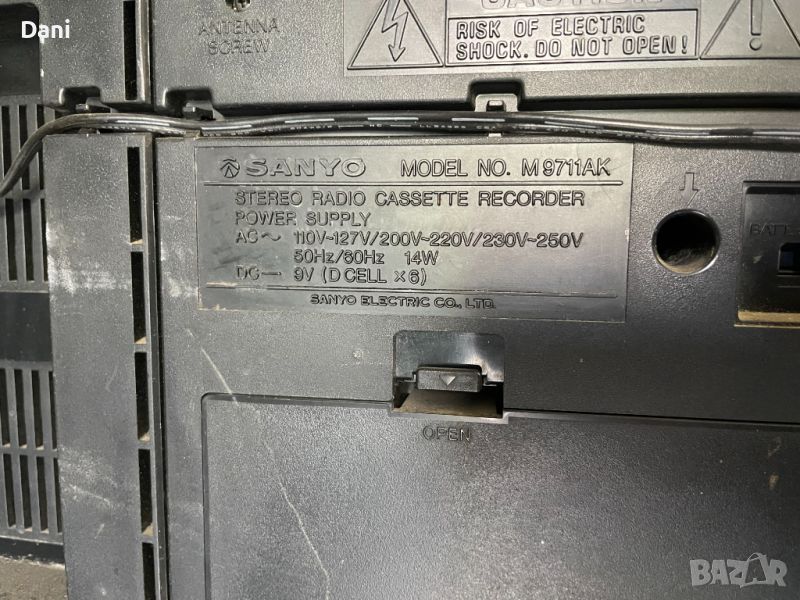 Dani
ANTENNA
SCREW
CAUTION
RISK OF ELECTRIC
SHOCK. DO NOT OPEN!
SANYO MODEL NO. M9711AK
STEREO RADIO CASSETTE RECORDER
POWER SUPPLY
AC ~ 110V~127V/200V~220V/230V~250V
50Hz/60Hz 14W
DC ⎓ 9V (D CELL × 6)
SANYO ELECTRIC CO., LTD.
OPEN
BAZAR